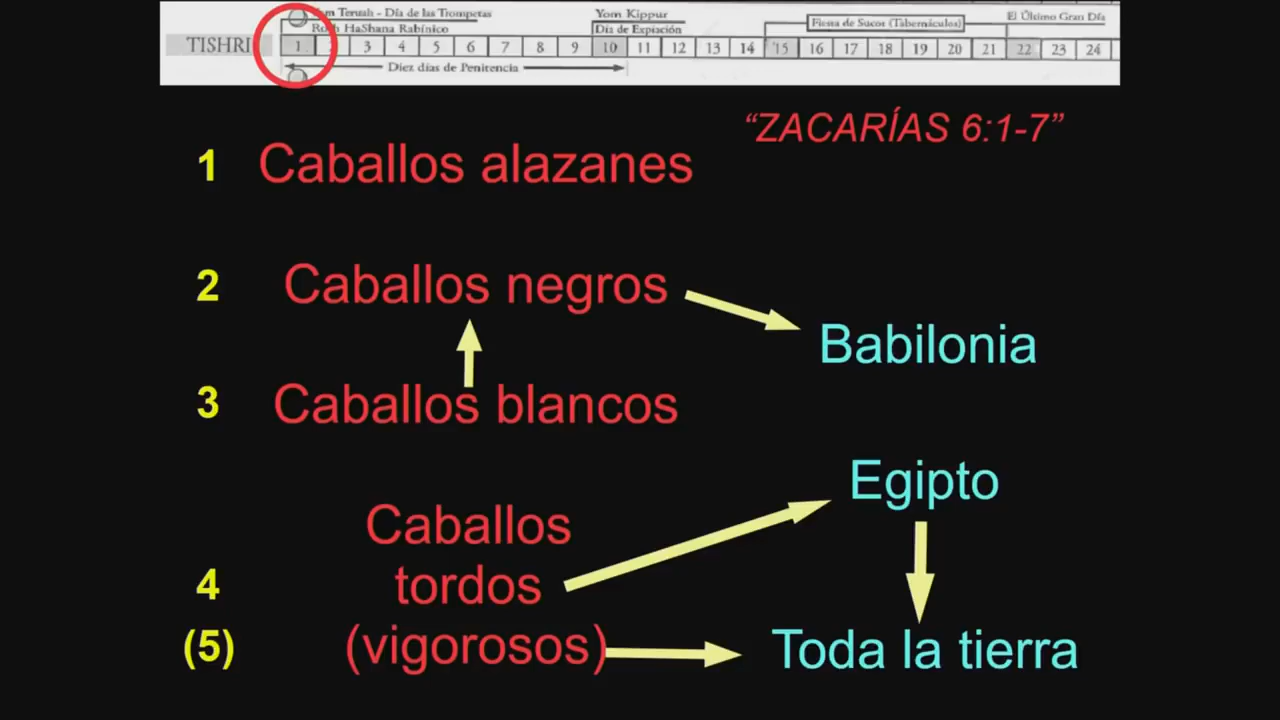 Yom Teruah - Día de las Trompetas
Yom Kippur
El Último Gran Día
Rosh HaShana Rabínico
Día de Expiación
Fiesta de Sucot (Tabernáculos)
TISHRI 1 2 3 4 5 6 7 8 9 10 11 12 13 14 15 16 17 18 19 20 21 22 23 24
Diez días de Penitencia
“ZACARÍAS 6:1-7”
1 Caballos alazanes
2 Caballos negros
Babilonia
3 Caballos blancos
Egipto
Caballos
4 tordos
(5) (vigorosos)
Toda la tierra